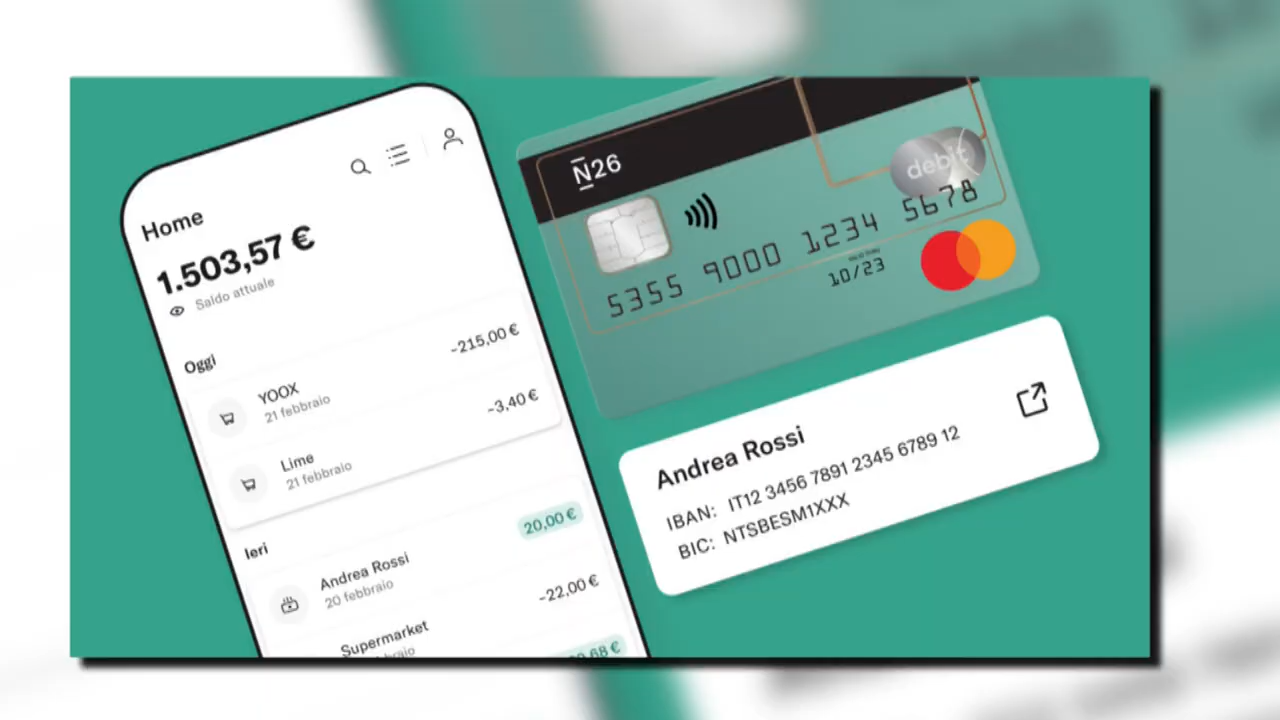 Home
1.503,57 €
Saldo attuale
Oggi
YOOX
21 febbraio
-215,00 €
Lime
21 febbraio
-3,40 €
Ieri
Andrea Rossi
20 febbraio
20,00 €
Supermarket
-22,00 €
N26
debit
5355 9000 1234 5678
10/23
Andrea Rossi
IBAN: IT12 3456 7891 2345 6789 12
BIC: NTSBESM1XXX